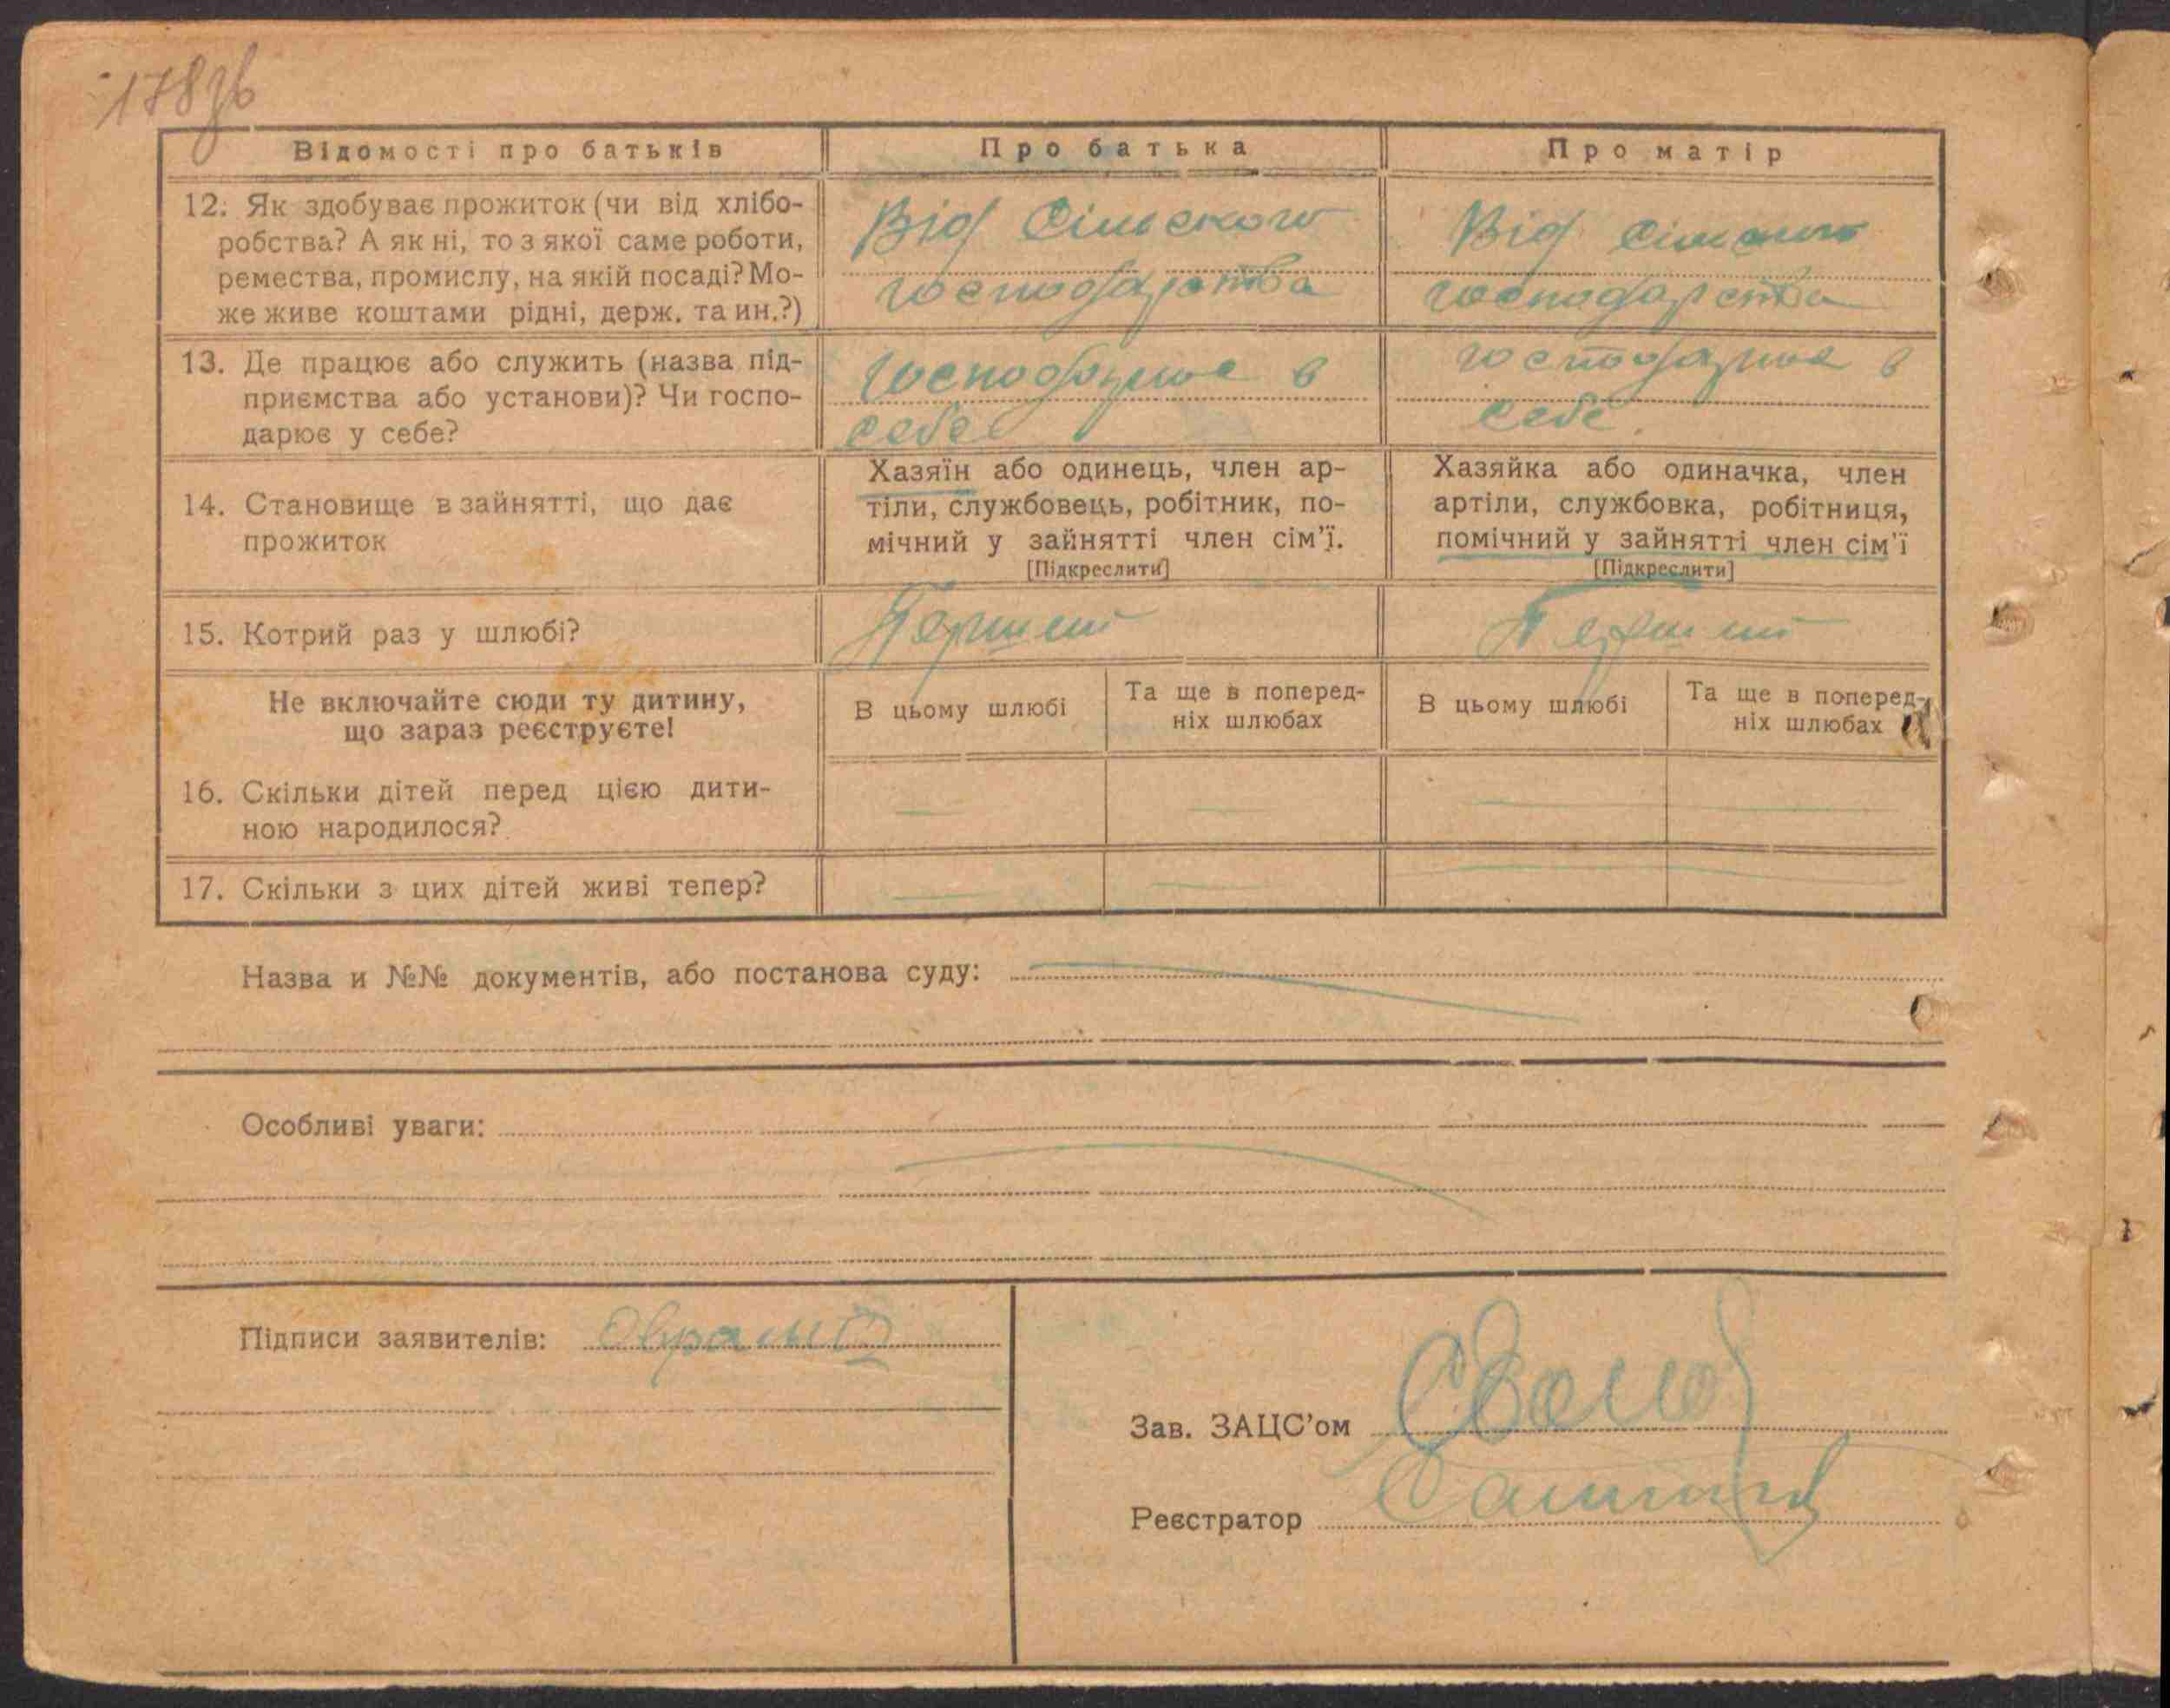 178зв
Відомості про батьків
Про батька
Про матір
12. Як здобуває прожиток (чи від хлібо-
робства? А як ні, то з якої саме роботи,
ремества, промислу, на якій посаді? Мо-
же живе коштами рідні, держ. та ин.?)
Від Сільського
господарства
Від Сільського
господарства
13. Де працює або служить (назва під-
приємства або установи)? Чи госпо-
дарює у себе?
Господарює в
себе
господарює в
себе.
14. Становище в зайнятті, що дає
прожиток
Хазяїн або одинець, член ар-
тіли, службовець, робітник, по-
мічний у зайнятті член сім'ї.
[Підкреслити]
Хазяйка або одиначка, член
артіли, службовка, робітниця,
помічний у зайнятті член сім'ї
[Підкреслити]
15. Котрий раз у шлюбі?
Перший
Перший
Не включайте сюди ту дитину,
що зараз реєструєте!
В цьому шлюбі
Та ще в поперед-
ніх шлюбах
В цьому шлюбі
Та ще в поперед-
ніх шлюбах
16. Скільки дітей перед цією дити-
ною народилося?
— — — —
17. Скільки з цих дітей живі тепер?
— — — —
Назва и №№ документів, або постанова суду:
Особливі уваги:
Підписи заявителів:
Зав. ЗАЦС'ом
Реєстратор